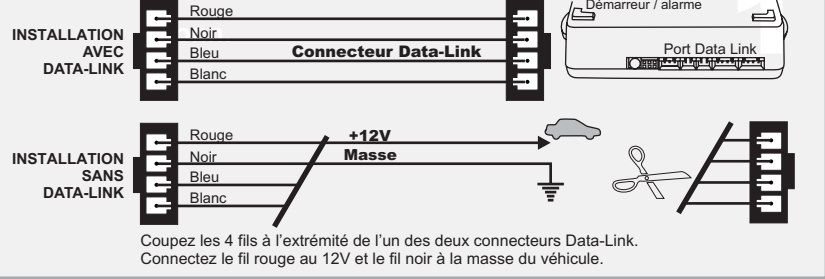 Rouge
Noir
Bleu
Blanc
INSTALLATION
AVEC
DATA-LINK
Connecteur Data-Link
Démarreur / alarme
1
Port Data Link
Rouge
Noir
Bleu
Blanc
INSTALLATION
SANS
DATA-LINK
+12V
Masse
Coupez les 4 fils à l'extrémité de l'un des deux connecteurs Data-Link.
Connectez le fil rouge au 12V et le fil noir à la masse du véhicule.